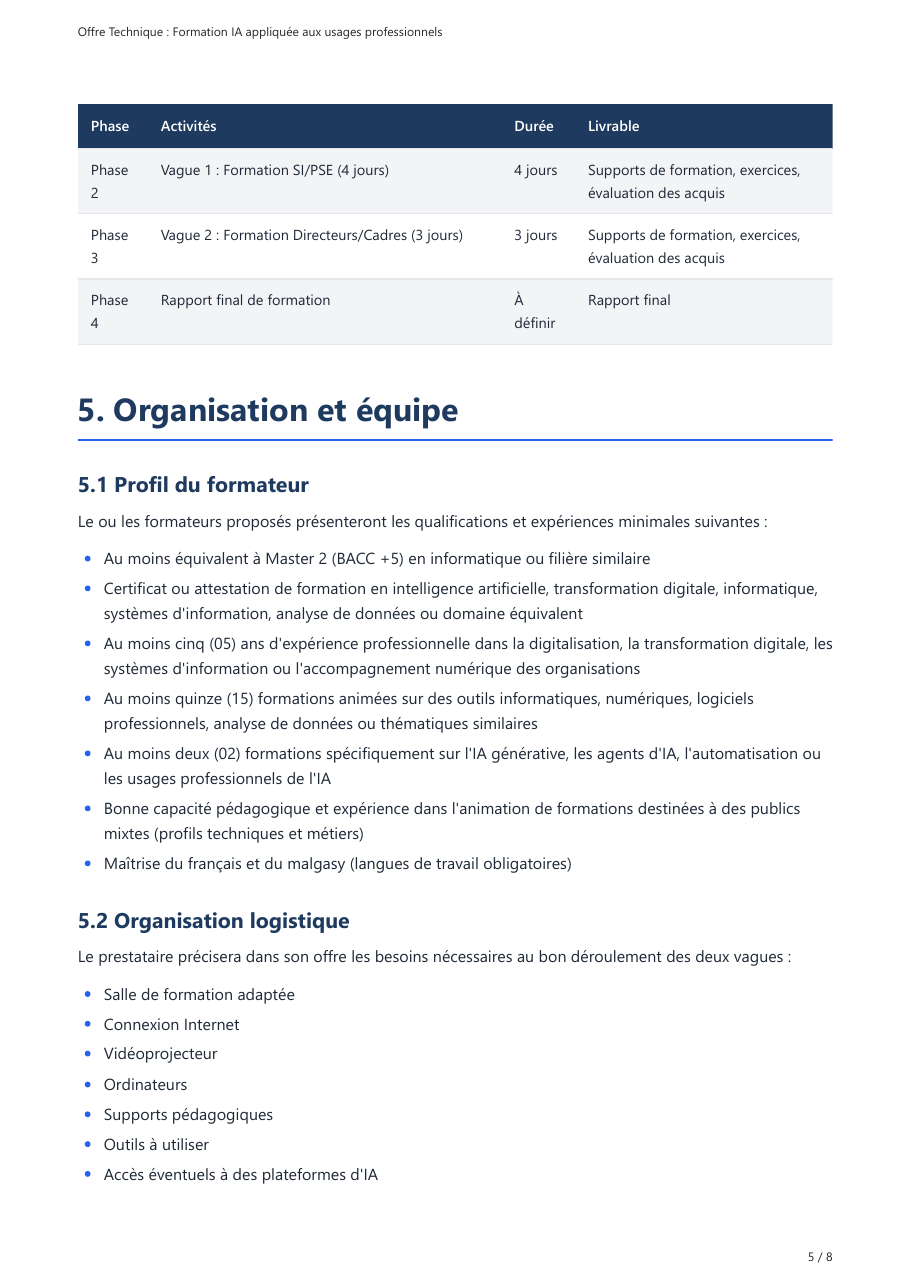 Offre Technique : Formation IA appliquée aux usages professionnels
Phase Activités Durée Livrable
Phase 2 Vague 1 : Formation SI/PSE (4 jours) 4 jours Supports de formation, exercices, évaluation des acquis
Phase 3 Vague 2 : Formation Directeurs/Cadres (3 jours) 3 jours Supports de formation, exercices, évaluation des acquis
Phase 4 Rapport final de formation À définir Rapport final
5. Organisation et équipe
5.1 Profil du formateur
Le ou les formateurs proposés présenteront les qualifications et expériences minimales suivantes :
• Au moins équivalent à Master 2 (BACC +5) en informatique ou filière similaire
• Certificat ou attestation de formation en intelligence artificielle, transformation digitale, informatique,
systèmes d'information, analyse de données ou domaine équivalent
• Au moins cinq (05) ans d'expérience professionnelle dans la digitalisation, la transformation digitale, les
systèmes d'information ou l'accompagnement numérique des organisations
• Au moins quinze (15) formations animées sur des outils informatiques, numériques, logiciels
professionnels, analyse de données ou thématiques similaires
• Au moins deux (02) formations spécifiquement sur l'IA générative, les agents d'IA, l'automatisation ou
les usages professionnels de l'IA
• Bonne capacité pédagogique et expérience dans l'animation de formations destinées à des publics
mixtes (profils techniques et métiers)
• Maîtrise du français et du malgasy (langues de travail obligatoires)
5.2 Organisation logistique
Le prestataire précisera dans son offre les besoins nécessaires au bon déroulement des deux vagues :
• Salle de formation adaptée
• Connexion Internet
• Vidéoprojecteur
• Ordinateurs
• Supports pédagogiques
• Outils à utiliser
• Accès éventuels à des plateformes d'IA
5 / 8